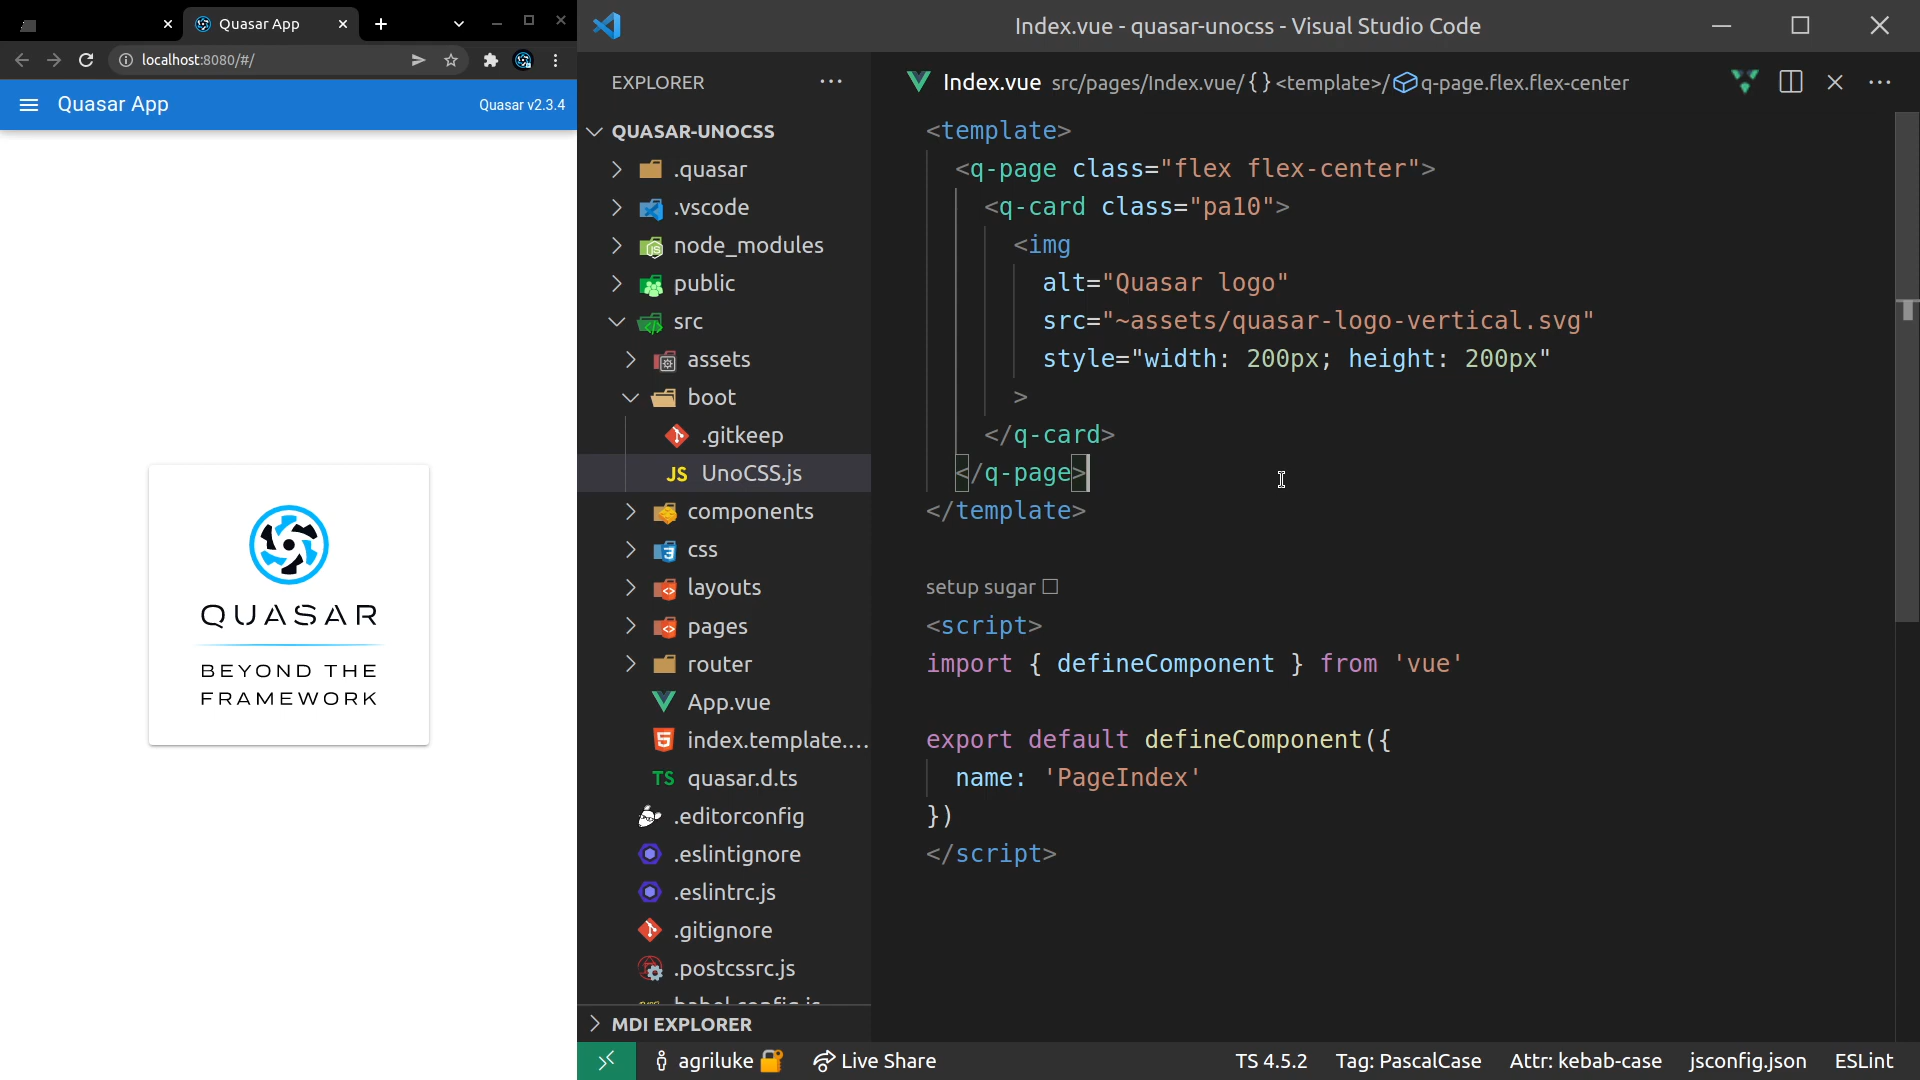 Quasar App
localhost:8080/#/
Quasar App
Quasar v2.3.4
QUASAR
BEYOND THE
FRAMEWORK
Index.vue - quasar-unocss - Visual Studio Code
EXPLORER
QUASAR-UNOCSS
.quasar
.vscode
node_modules
public
src
assets
boot
.gitkeep
JS UnoCSS.js
components
css
layouts
pages
router
App.vue
index.template....
TS quasar.d.ts
.editorconfig
.eslintignore
.eslintrc.js
.gitignore
.postcssrc.js
MDI EXPLORER
Index.vue src/pages/Index.vue/{}<template>/q-page.flex.flex-center
<template>
<q-page class="flex flex-center">
<q-card class="pa10">
<img
alt="Quasar logo"
src="~assets/quasar-logo-vertical.svg"
style="width: 200px; height: 200px"
>
</q-card>
</q-page>
</template>
setup sugar ☐
<script>
import { defineComponent } from 'vue'
export default defineComponent({
name: 'PageIndex'
})
</script>
agriluke Live Share TS 4.5.2 Tag: PascalCase Attr: kebab-case jsconfig.json ESLint